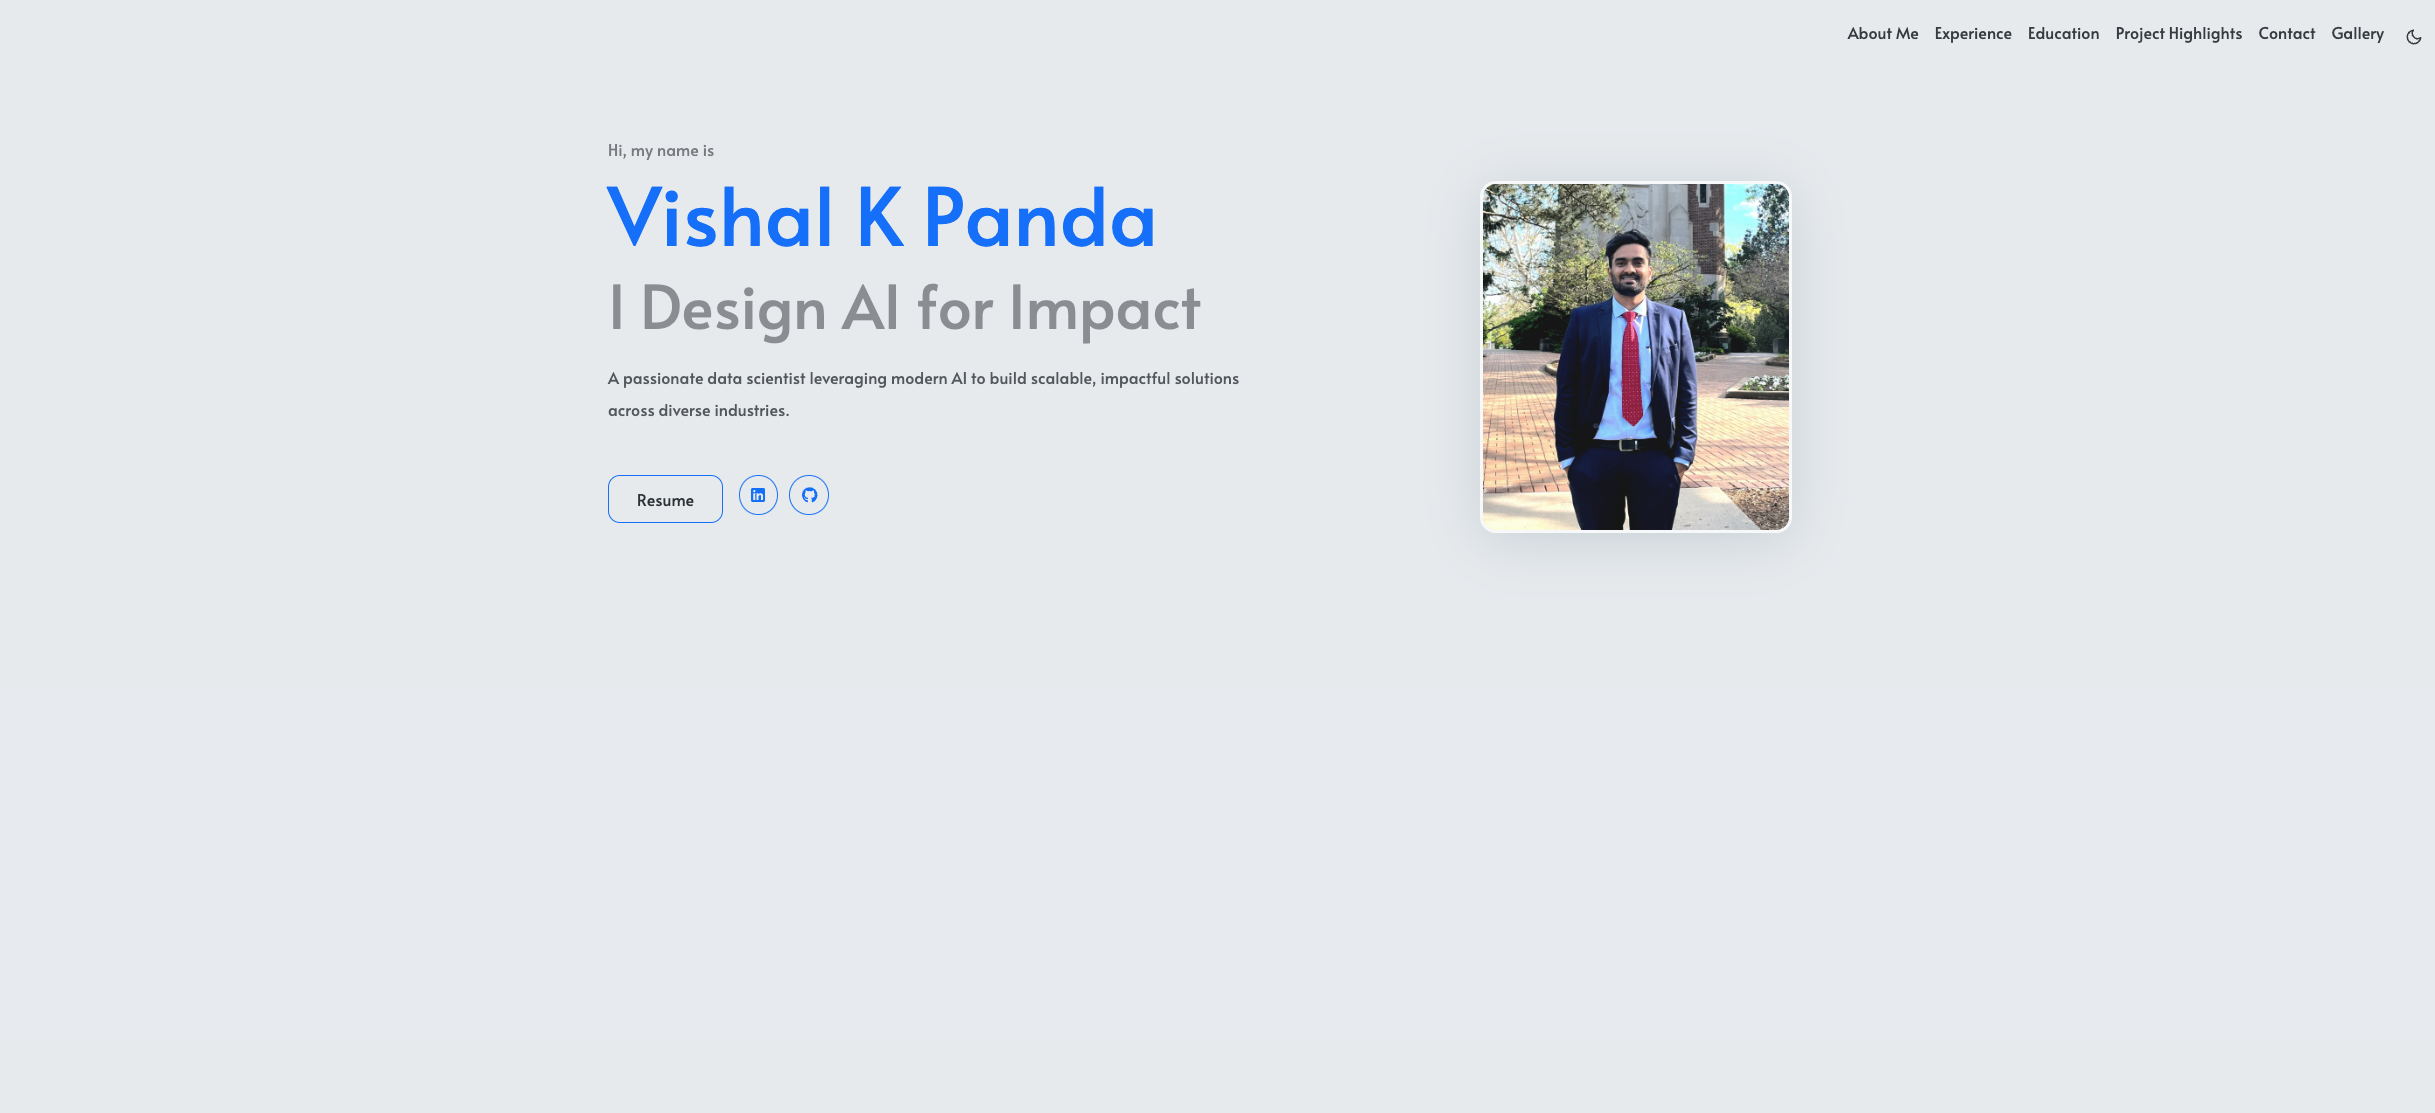 About Me Experience Education Project Highlights Contact Gallery
Hi, my name is
Vishal K Panda
I Design AI for Impact
A passionate data scientist leveraging modern AI to build scalable, impactful solutions
across diverse industries.
Resume